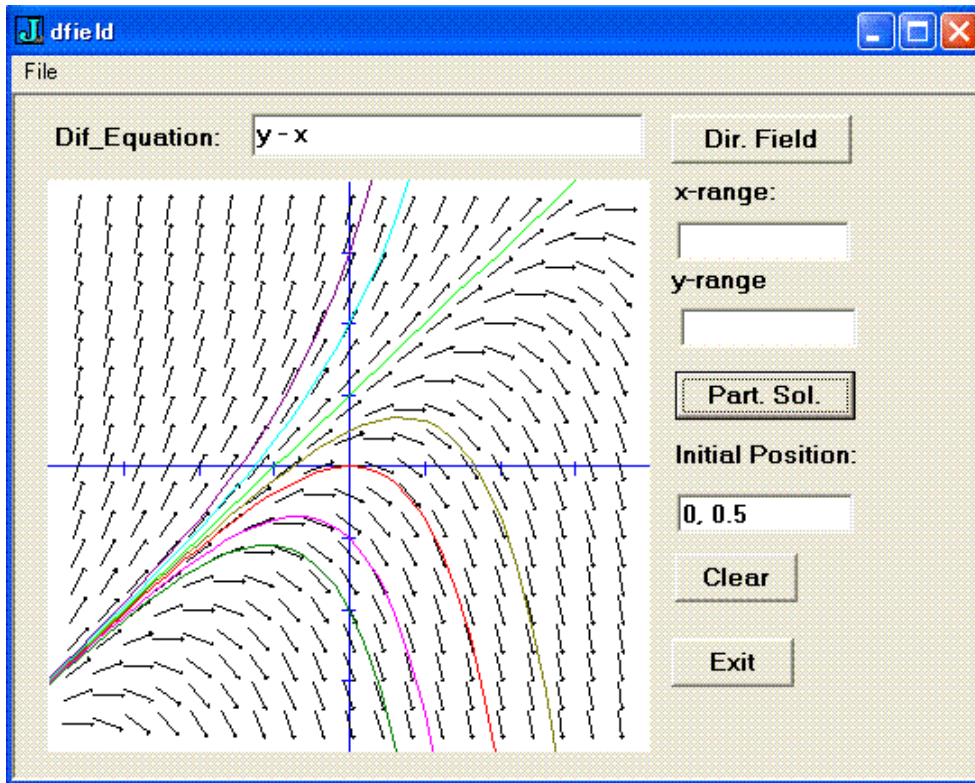 dfield
File
Dif_Equation: y - x
Dir. Field
x-range:
y-range
Part. Sol.
Initial Position:
0, 0.5
Clear
Exit